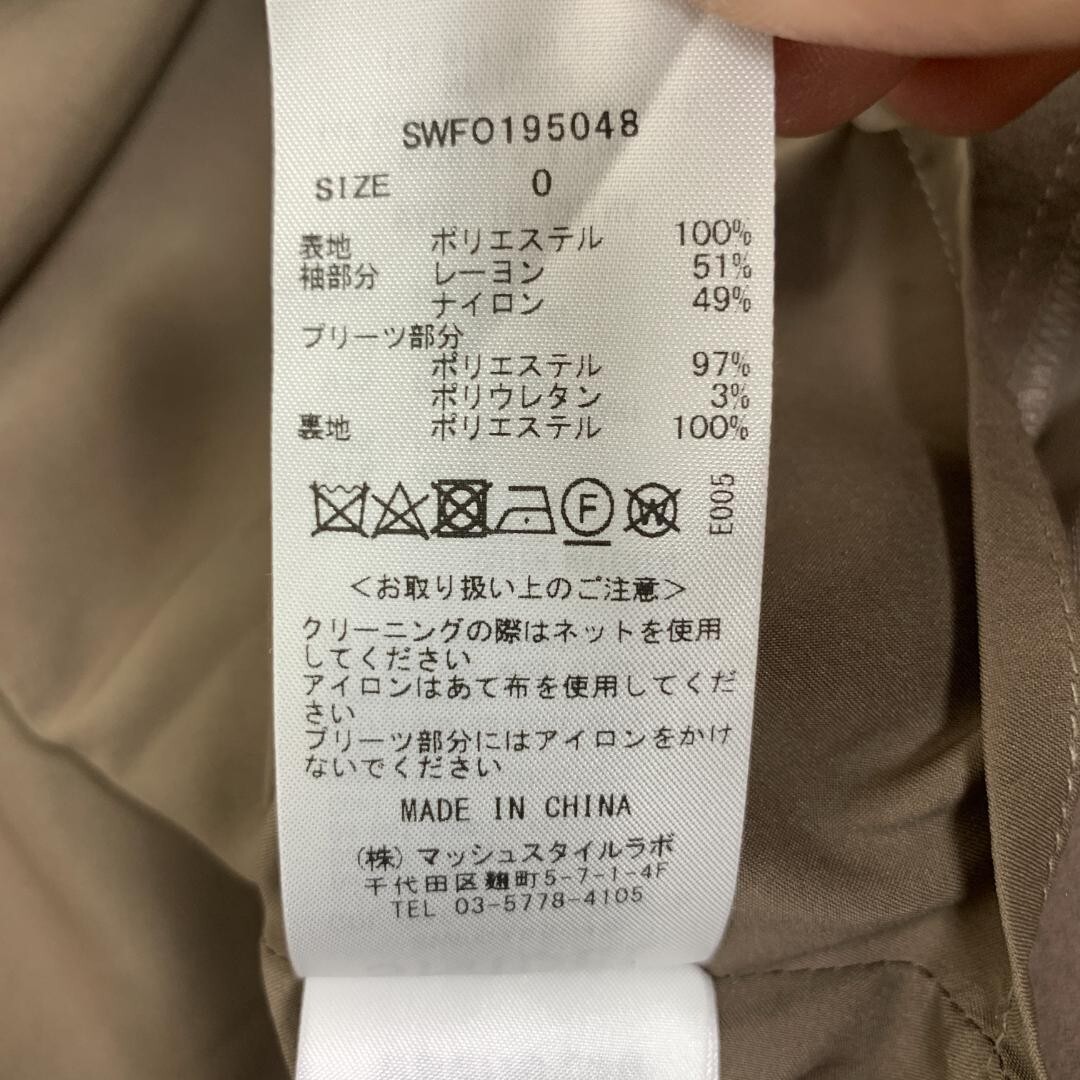 SWFO195048
SIZE 0
表地 ポリエステル 100%
袖部分 レーヨン 51%
ナイロン 49%
プリーツ部分
ポリエステル 97%
ポリウレタン 3%
裏地 ポリエステル 100%
F W E005
<お取り扱い上のご注意>
クリーニングの際はネットを使用
してください
アイロンはあて布を使用してくだ
さい
プリーツ部分にはアイロンをかけ
ないでください
MADE IN CHINA
(株)マッシュスタイルラボ
千代田区麹町5-7-1-4F
TEL 03-5778-4105